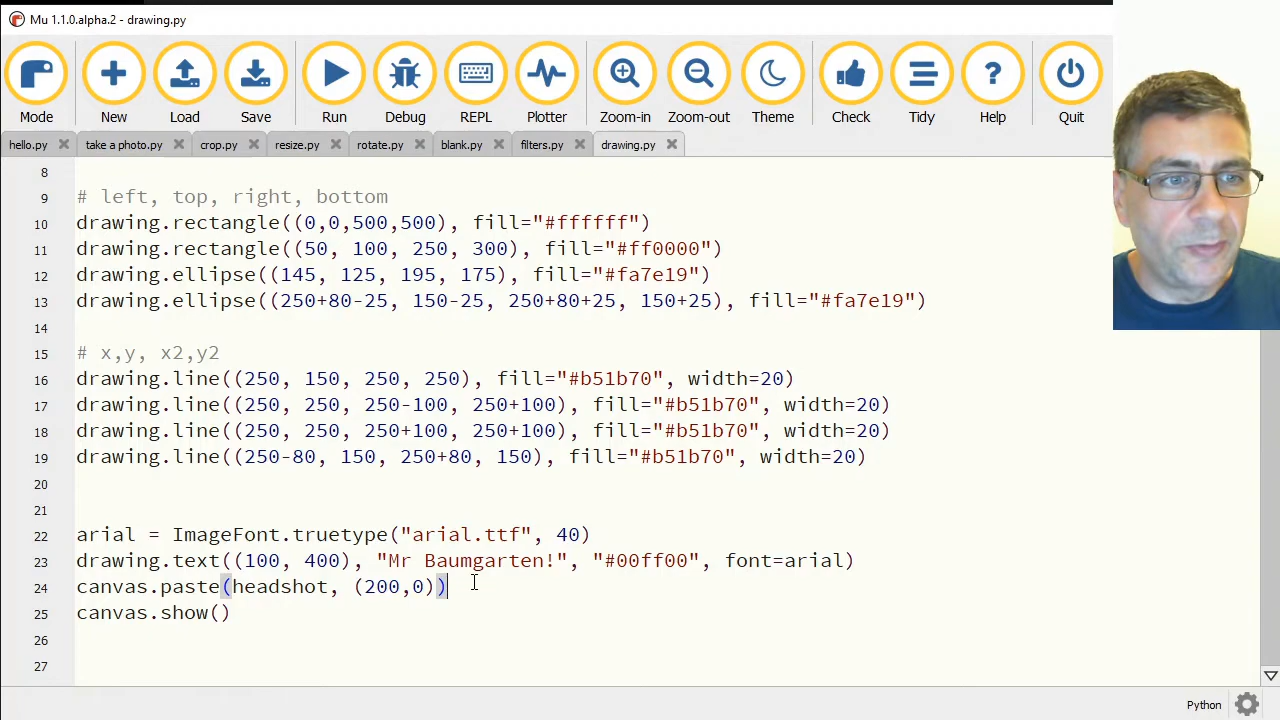 Mu 1.1.0.alpha.2 - drawing.py
Mode New Load Save Run Debug REPL Plotter Zoom-in Zoom-out Theme Check Tidy Help Quit
hello.py take a photo.py crop.py resize.py rotate.py blank.py filters.py drawing.py
8
9 # left, top, right, bottom
10 drawing.rectangle((0,0,500,500), fill="#ffffff")
11 drawing.rectangle((50, 100, 250, 300), fill="#ff0000")
12 drawing.ellipse((145, 125, 195, 175), fill="#fa7e19")
13 drawing.ellipse((250+80-25, 150-25, 250+80+25, 150+25), fill="#fa7e19")
14
15 # x,y, x2,y2
16 drawing.line((250, 150, 250, 250), fill="#b51b70", width=20)
17 drawing.line((250, 250, 250-100, 250+100), fill="#b51b70", width=20)
18 drawing.line((250, 250, 250+100, 250+100), fill="#b51b70", width=20)
19 drawing.line((250-80, 150, 250+80, 150), fill="#b51b70", width=20)
20
21
22 arial = ImageFont.truetype("arial.ttf", 40)
23 drawing.text((100, 400), "Mr Baumgarten!", "#00ff00", font=arial)
24 canvas.paste(headshot, (200,0))
25 canvas.show()
26
27
Python